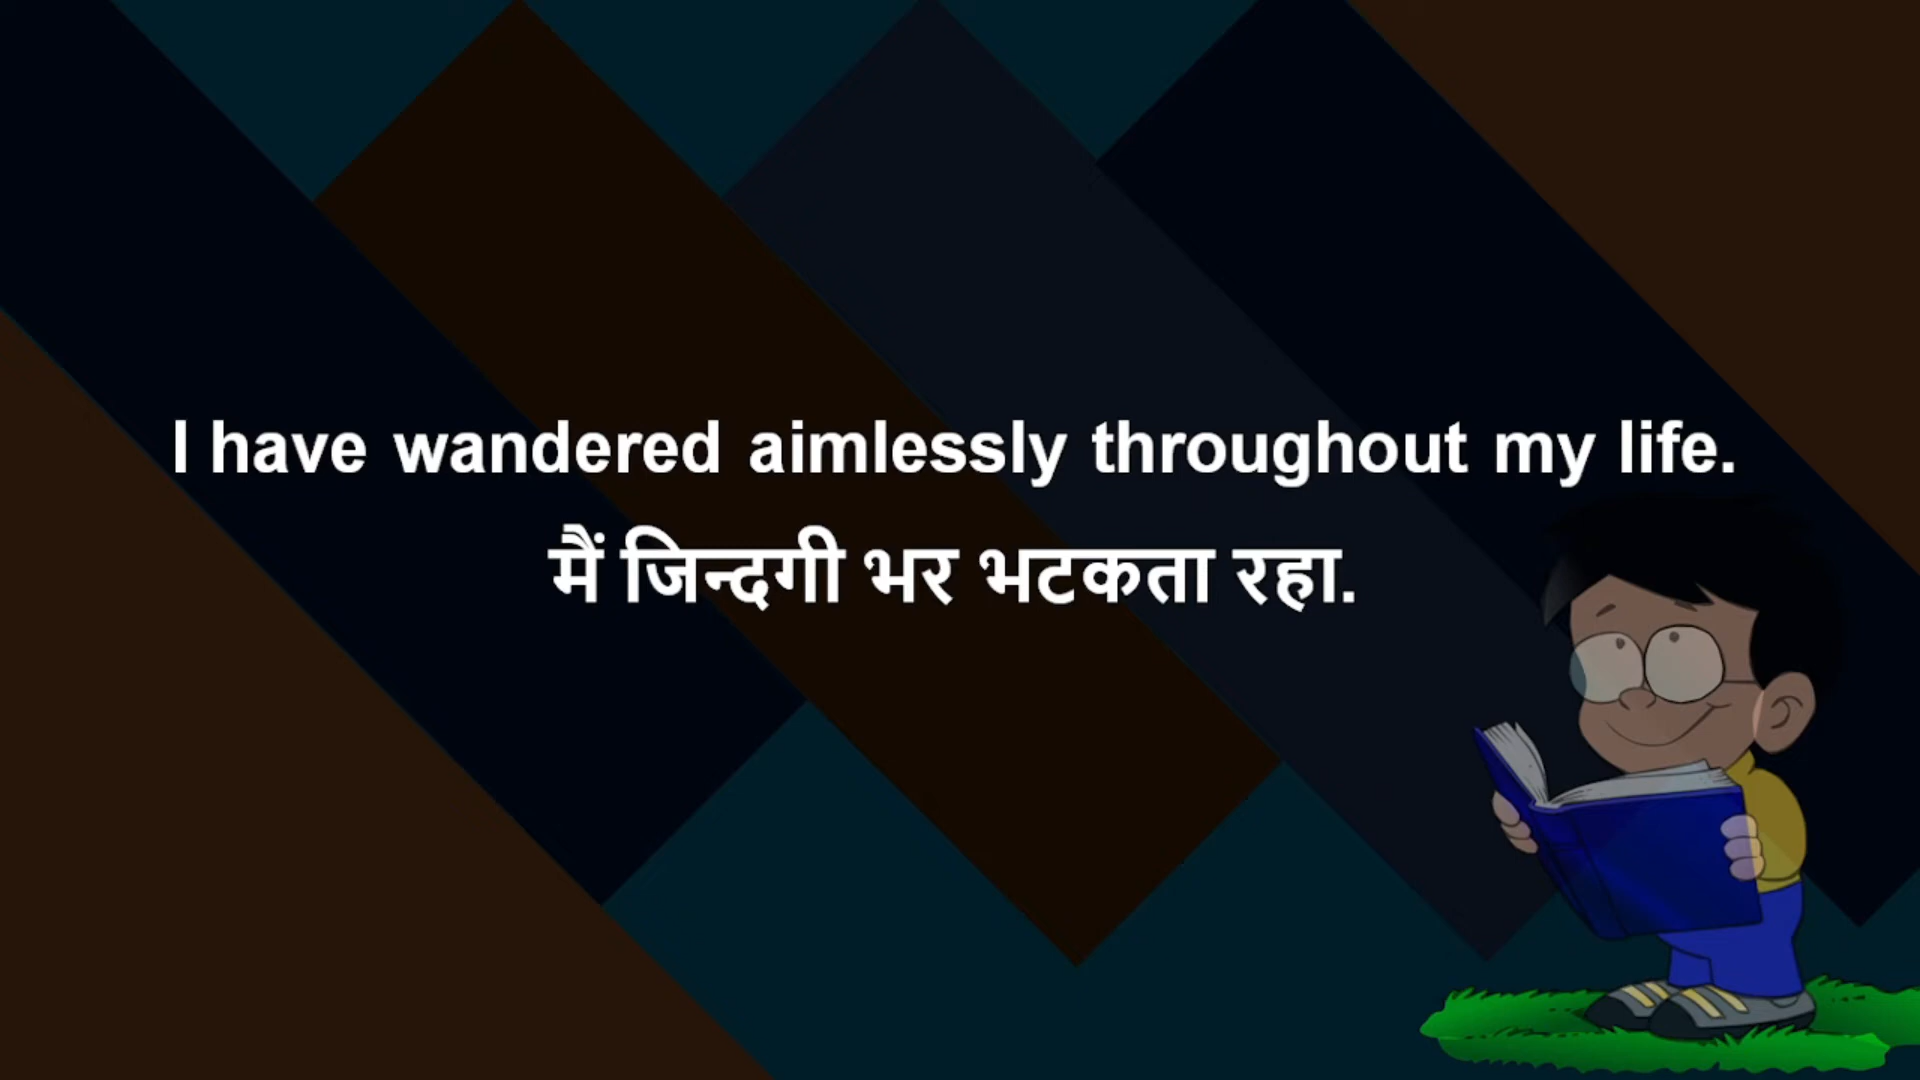 I have wandered aimlessly throughout my life.
मैं जिन्दगी भर भटकता रहा.